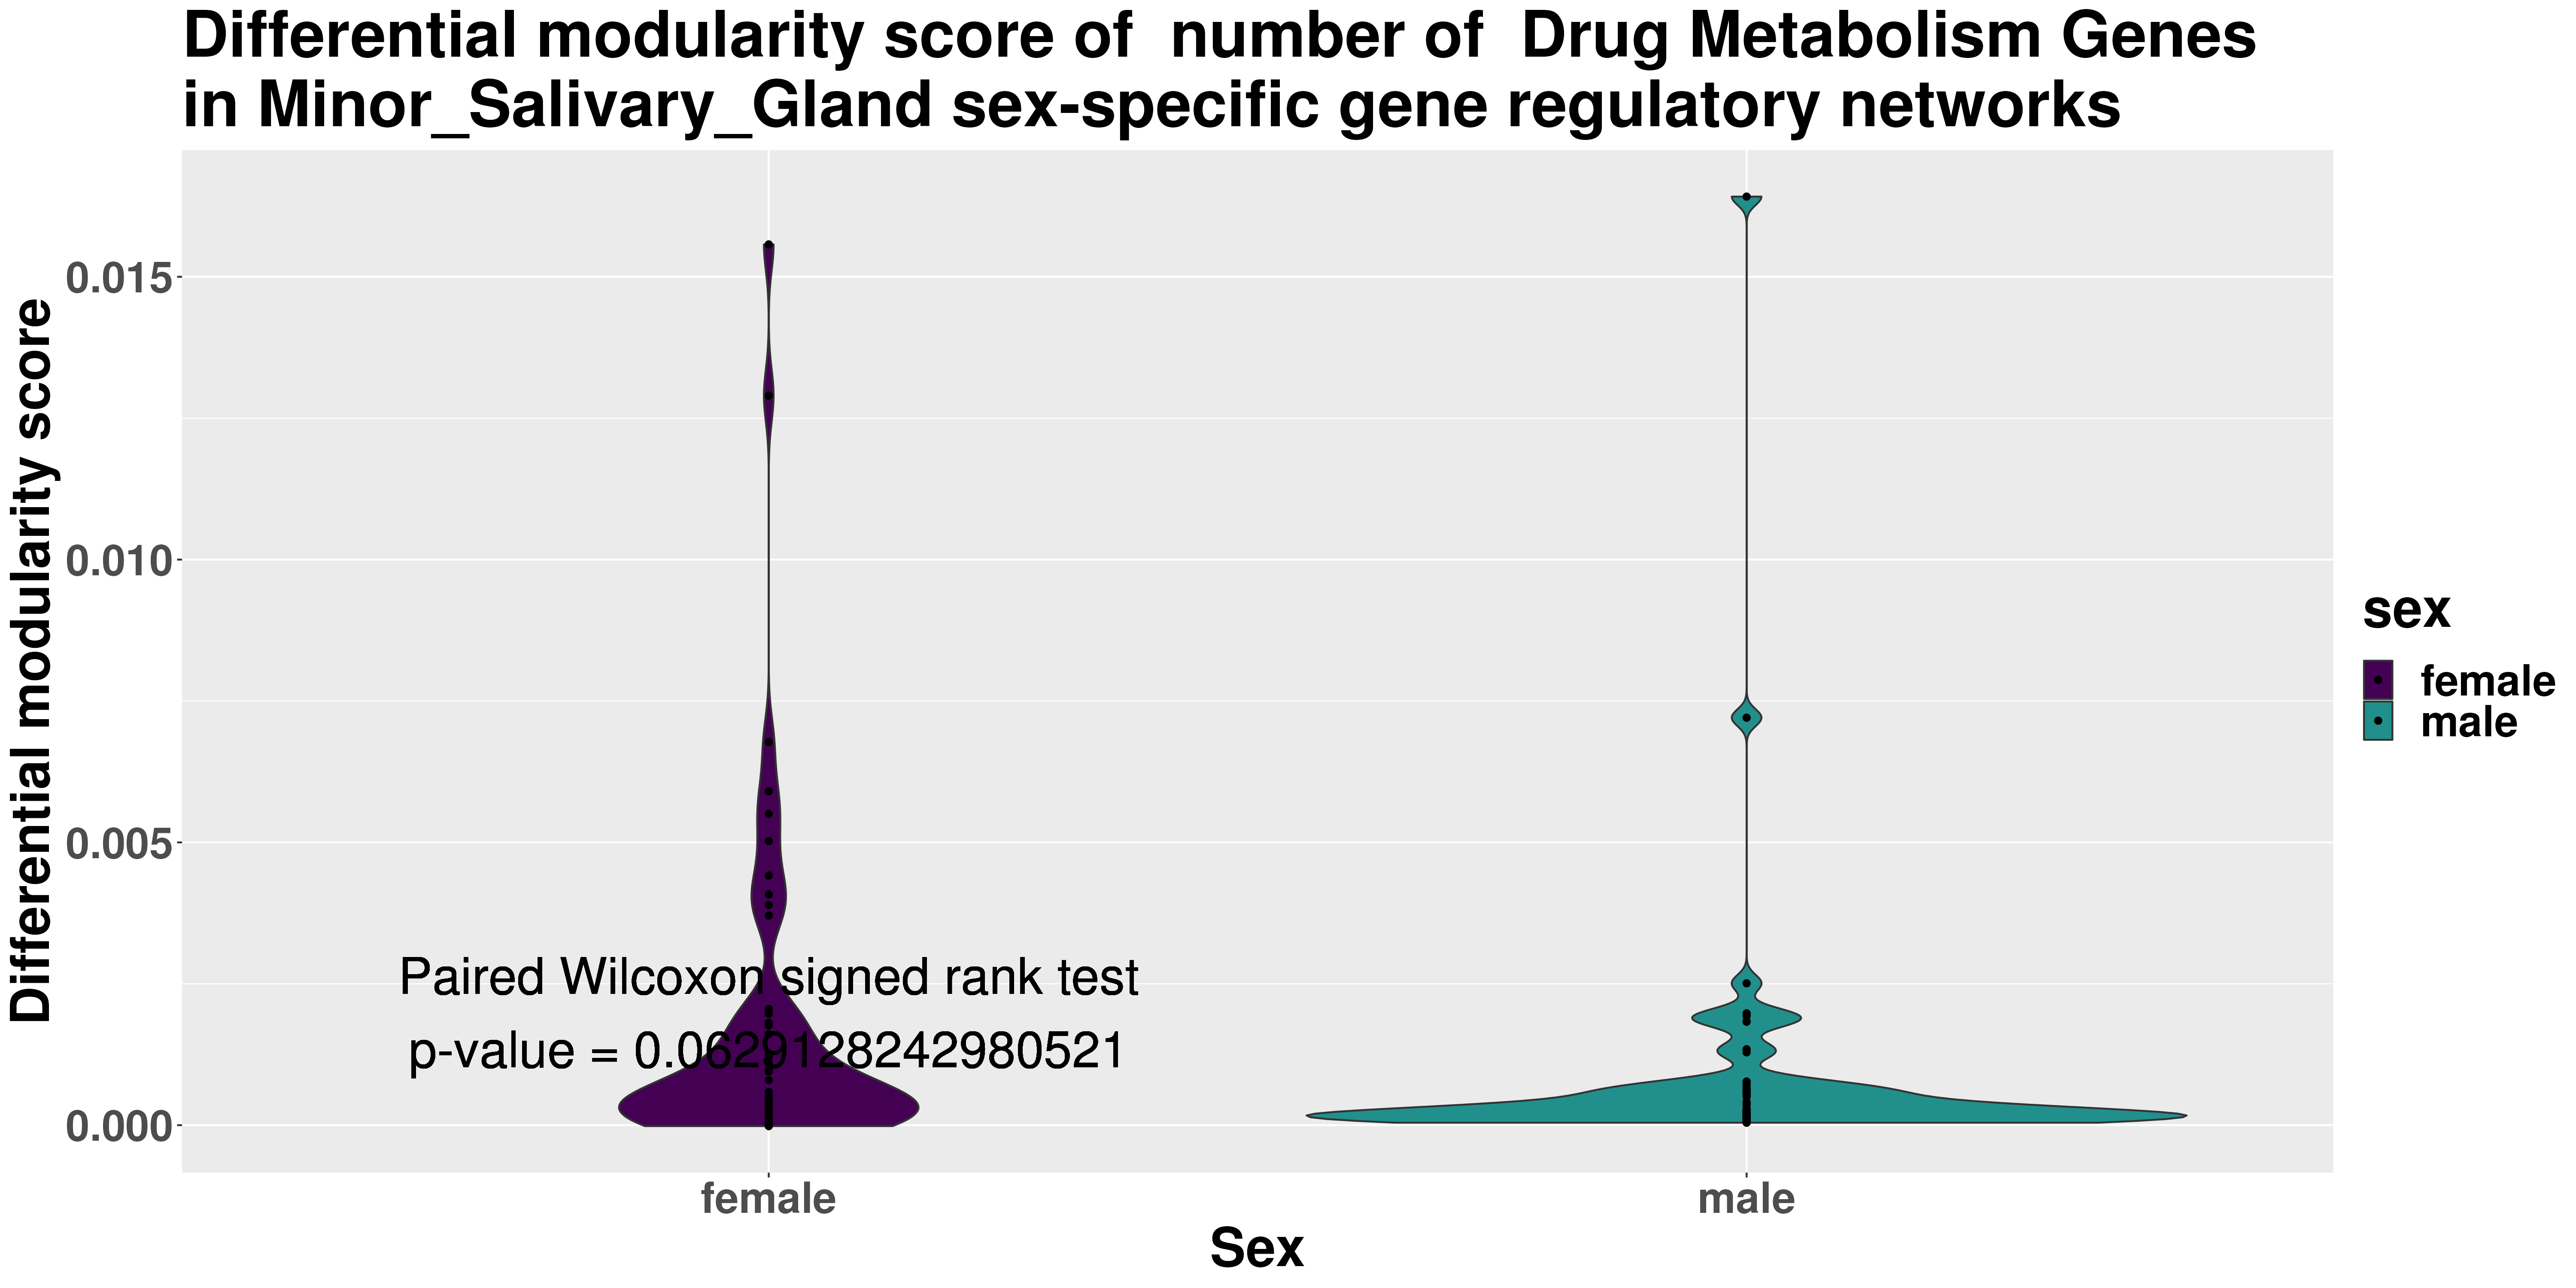 Differential modularity score of  number of  Drug Metabolism Genes
in Minor_Salivary_Gland sex-specific gene regulatory networks
Differential modularity score
0.015
0.010
0.005
0.000
Paired Wilcoxon signed rank test
p-value = 0.0629128242980521
female
male
Sex
sex
female
male